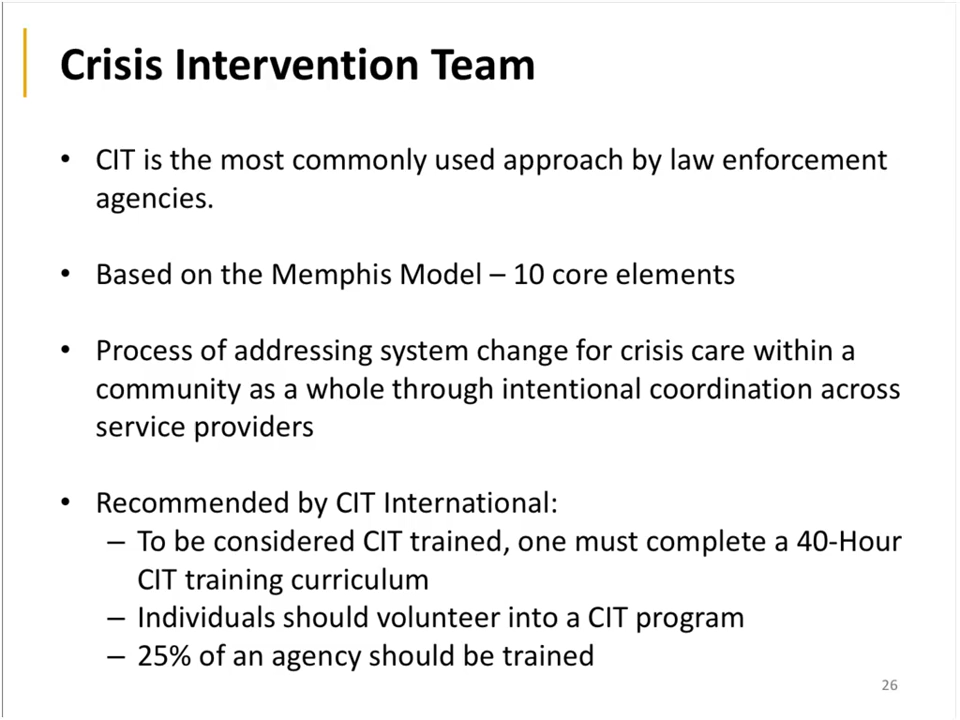 Crisis Intervention Team
• CIT is the most commonly used approach by law enforcement
agencies.
• Based on the Memphis Model – 10 core elements
• Process of addressing system change for crisis care within a
community as a whole through intentional coordination across
service providers
• Recommended by CIT International:
– To be considered CIT trained, one must complete a 40-Hour
CIT training curriculum
– Individuals should volunteer into a CIT program
– 25% of an agency should be trained
26